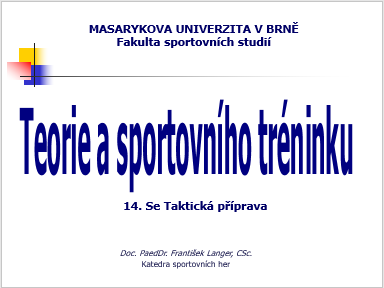 MASARYKOVA UNIVERZITA V BRNĚ
Fakulta sportovních studií
Teorie a sportovního tréninku
14. Se Taktická příprava
Doc. PaedDr. František Langer, CSc.
Katedra sportovních her